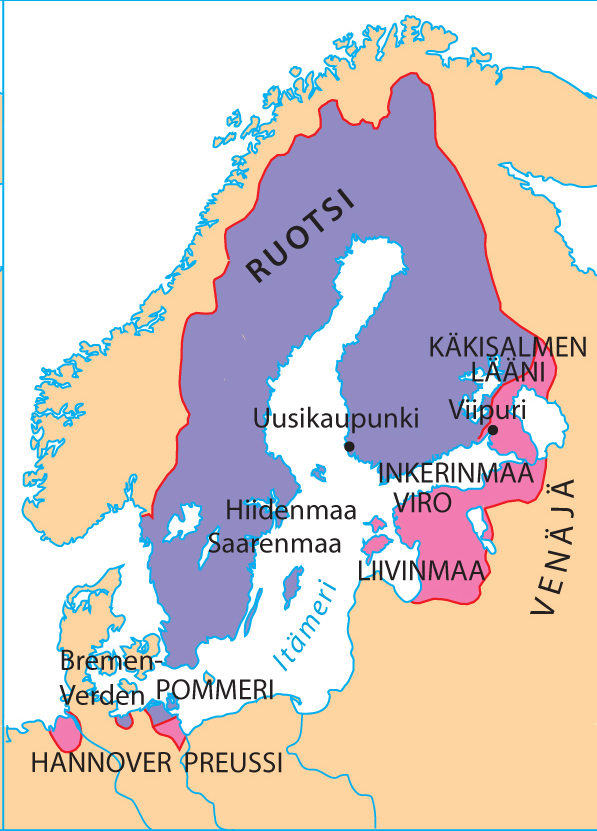 RUOTSI
KÄKISALMEN
LÄÄNI
Viipuri
Uusikaupunki
INKERINMAA
VIRO
Hiidenmaa
Saarenmaa
LIIVINMAA
VENÄJÄ
Itämeri
Bremen-
Verden
POMMERI
HANNOVER
PREUSSI